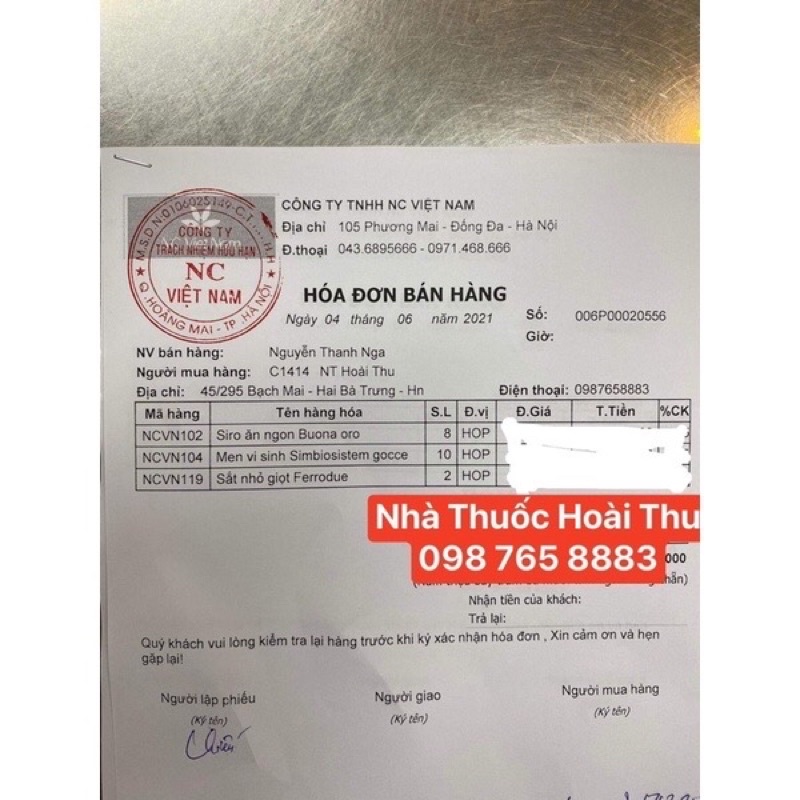 CÔNG TY TNHH NC VIỆT NAM
Địa chỉ 105 Phương Mai - Đống Đa - Hà Nội
Đ.thoại 043.6895666 - 0971.468.666
M.S.D.N:0106025149-C.T
CÔNG TY
TRÁCH NHIỆM HỮU HẠN
NC
VIỆT NAM
Q.HOÀNG MAI - TP.HÀ NỘI
HÓA ĐƠN BÁN HÀNG
Ngày 04 tháng 06 năm 2021
Số: 006P00020556
Giờ:
NV bán hàng: Nguyễn Thanh Nga
Người mua hàng: C1414 NT Hoài Thu
Địa chỉ: 45/295 Bạch Mai - Hai Bà Trưng - Hn Điện thoại: 0987658883
Mã hàng Tên hàng hóa S.L Đ.vị Đ.Giá T.Tiền %CK
NCVN102 Siro ăn ngon Buona oro 8 HOP
NCVN104 Men vi sinh Simbiosistem gocce 10 HOP
NCVN119 Sắt nhỏ giọt Ferrodue 2 HOP
Nhà Thuốc Hoài Thu
098 765 8883
000
Nhận tiền của khách:
Trả lại:
Quý khách vui lòng kiểm tra lại hàng trước khi ký xác nhận hóa đơn , Xin cảm ơn và hẹn
gặp lại!
Người lập phiếu Người giao Người mua hàng
(Ký tên) (Ký tên) (Ký tên)